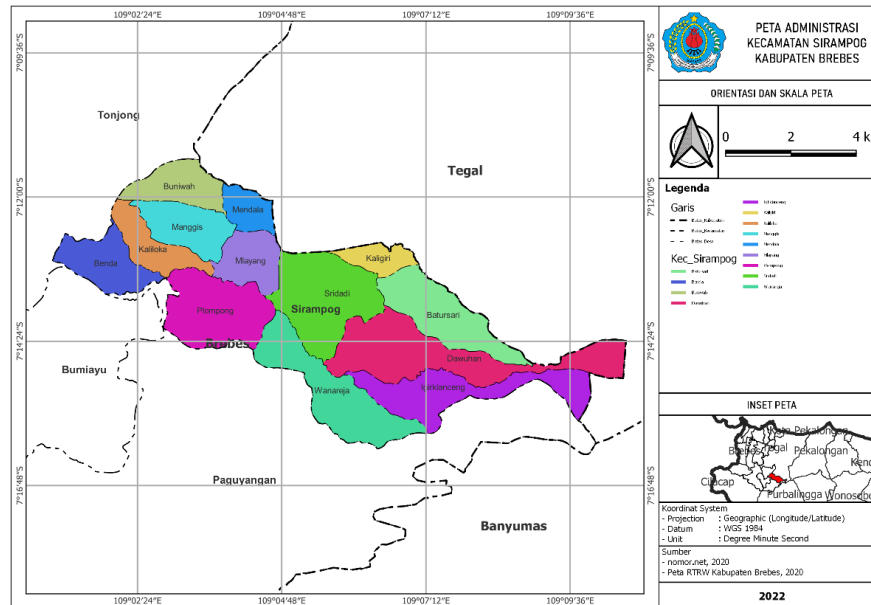 109°02'24"E 109°04'48"E 109°07'12"E 109°09'36"E
7°09'36"S 7°09'36"S
Tonjong
Tegal
Buniwah
7°12'00"S 7°12'00"S
Mendala
Manggis
Kaliloka
Mlayang
Kaligiri
Benda
Sridadi
Plompong
Sirampog
Batursari
7°14'24"S 7°14'24"S
Brebes
Dawuhan
Bumiayu
Wanareja
Paguyangan
7°16'48"S 7°16'48"S
Banyumas
109°02'24"E 109°04'48"E 109°07'12"E 109°09'36"E
PETA ADMINISTRASI
KECAMATAN SIRAMPOG
KABUPATEN BREBES
ORIENTASI DAN SKALA PETA
0 2 4 k
Legenda
Garis
Kec_Sirampog
INSET PETA
Kota Pekalongan
Brebes Tegal Pekalongan
Kend
Cilacap
Purbalingga Wonosobo
Koordinat System
- Projection : Geographic (Longitude/Latitude)
- Datum : WGS 1984
- Unit : Degree Minute Second
Sumber
- nomor.net, 2020
- Peta RTRW Kabupaten Brebes, 2020
2022